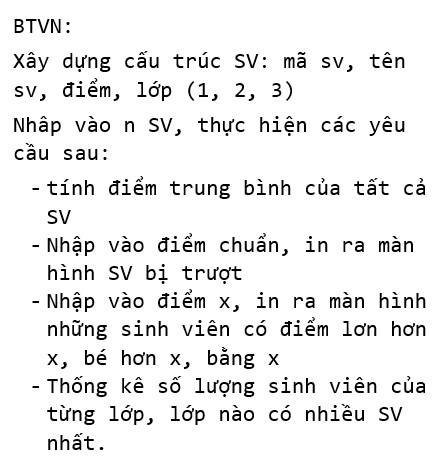 BTVN:
Xây dựng cấu trúc SV: mã sv, tên
sv, điểm, lớp (1, 2, 3)
Nhâp vào n SV, thực hiện các yêu
cầu sau:
- tính điểm trung bình của tất cả
SV
- Nhập vào điểm chuẩn, in ra màn
hình SV bị trượt
- Nhập vào điểm x, in ra màn hình
những sinh viên có điểm lơn hơn
x, bé hơn x, bằng x
- Thống kê số lượng sinh viên của
từng lớp, lớp nào có nhiều SV
nhất.